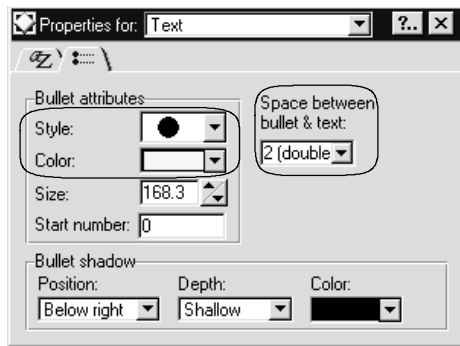 Properties for: Text ?..
az
Bullet attributes
Style:
Color:
Size: 168.3
Start number: 0
Space between
bullet & text:
2 (double
Bullet shadow
Position: Depth: Color:
Below right Shallow